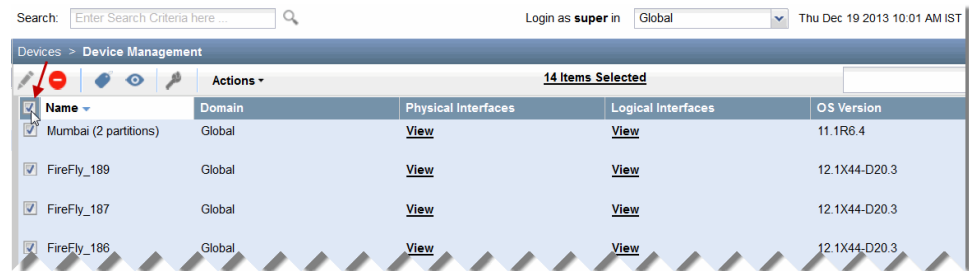 Search: Enter Search Criteria here ... Login as super in Global Thu Dec 19 2013 10:01 AM IST
Devices > Device Management
Actions 14 Items Selected
Name Domain Physical Interfaces Logical Interfaces OS Version
Mumbai (2 partitions) Global View View 11.1R6.4
FireFly_189 Global View View 12.1X44-D20.3
FireFly_187 Global View View 12.1X44-D20.3
FireFly_186 Global View View 12.1X44-D20.3